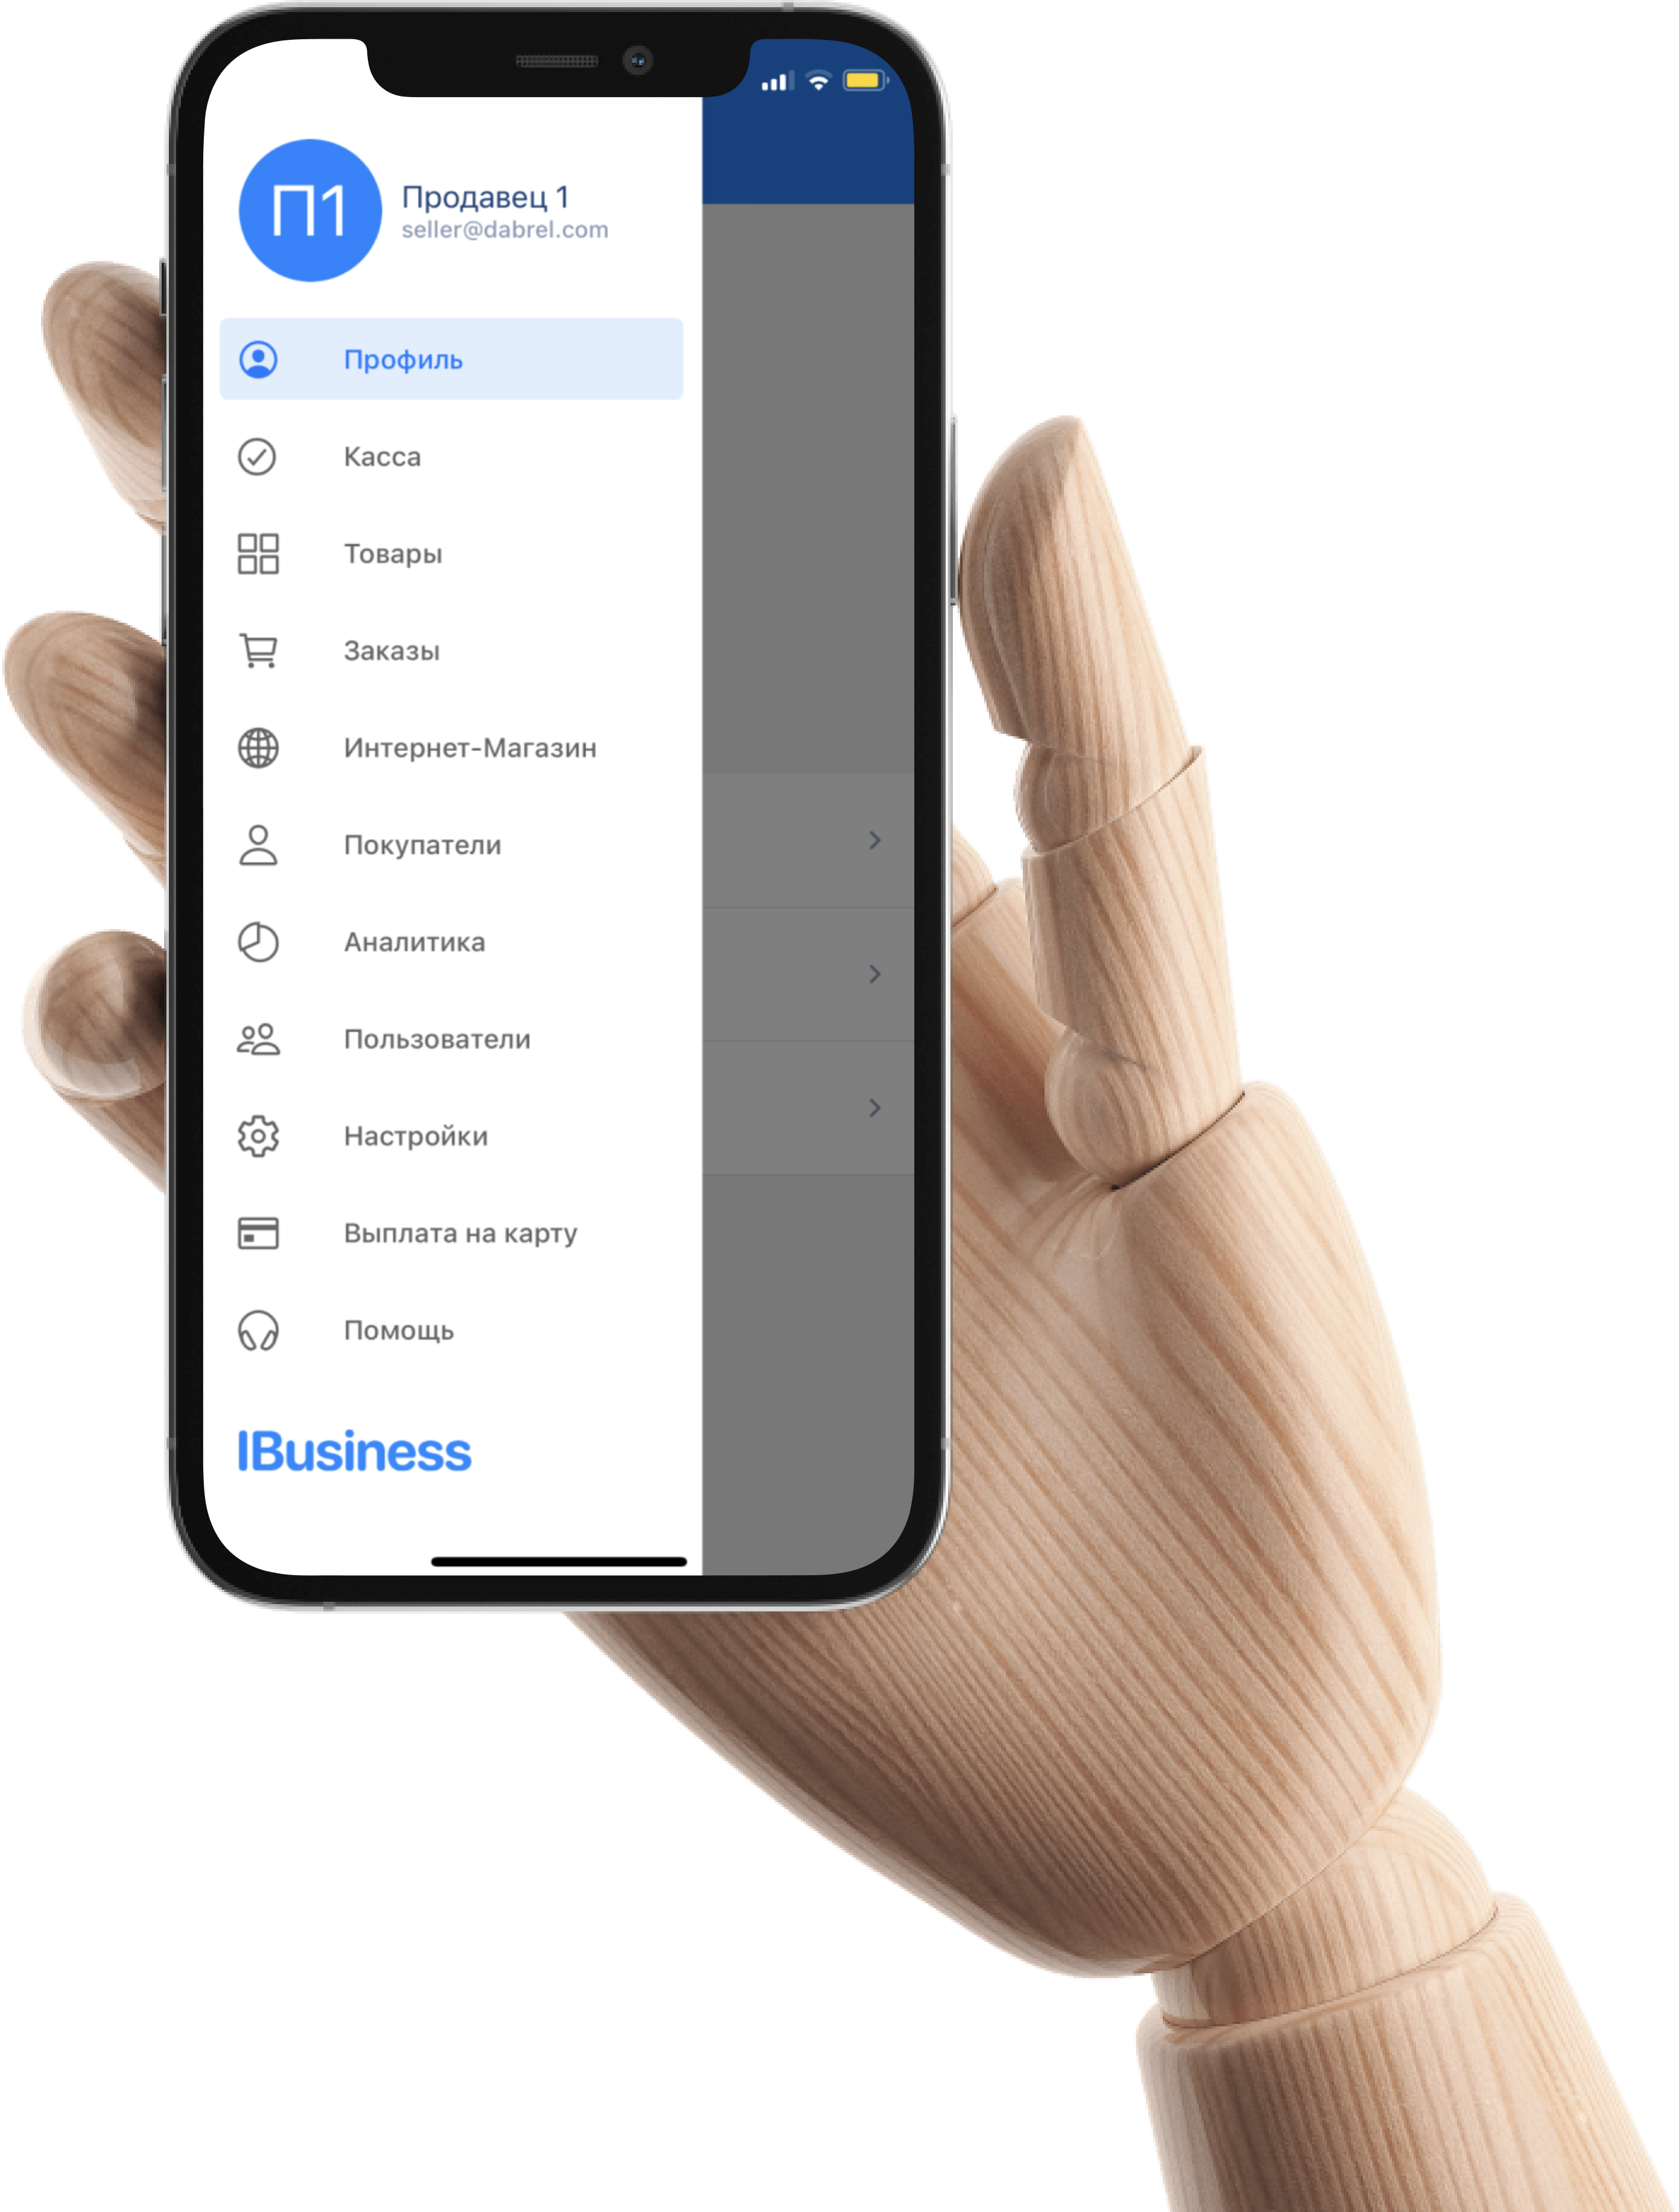 П1
Продавец 1
seller@dabrel.com
Профиль
Касса
Товары
Заказы
Интернет-Магазин
Покупатели
Аналитика
Пользователи
Настройки
Выплата на карту
Помощь
IBusiness